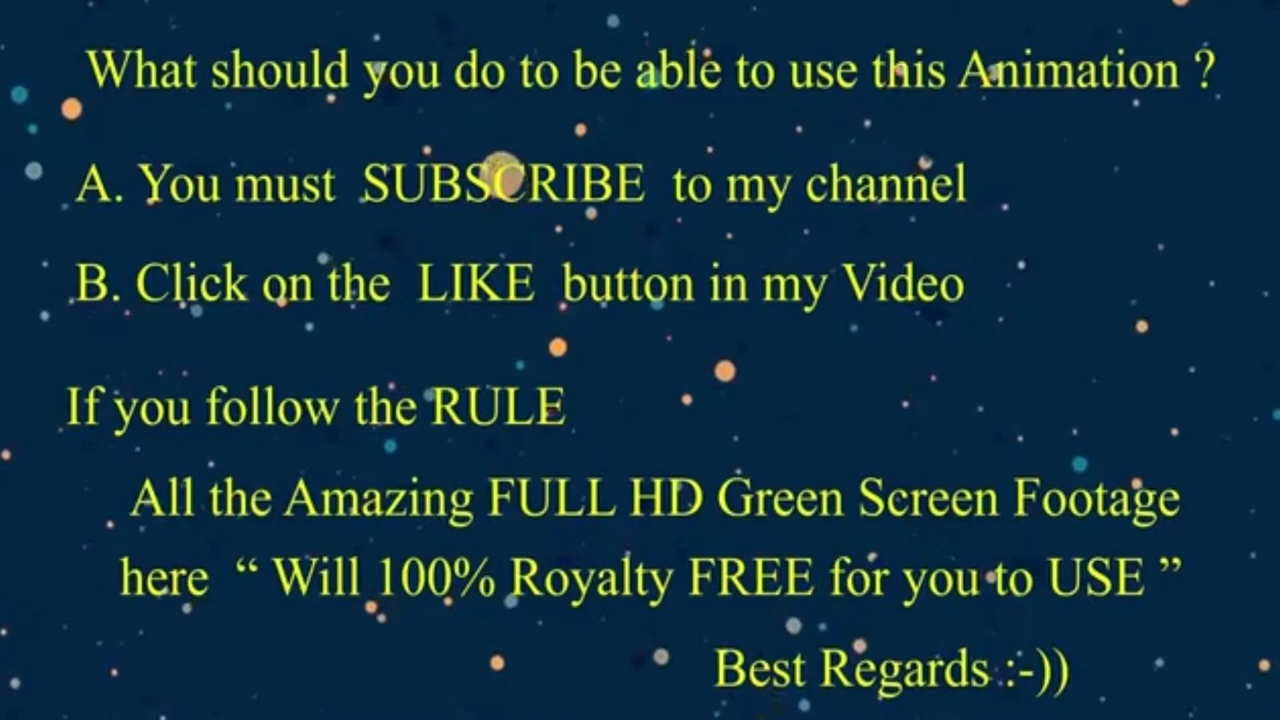 What should you do to be able to use this Animation ?
A. You must SUBSCRIBE to my channel
B. Click on the LIKE button in my Video
If you follow the RULE
All the Amazing FULL HD Green Screen Footage
here “ Will 100% Royalty FREE for you to USE ”
Best Regards :-))